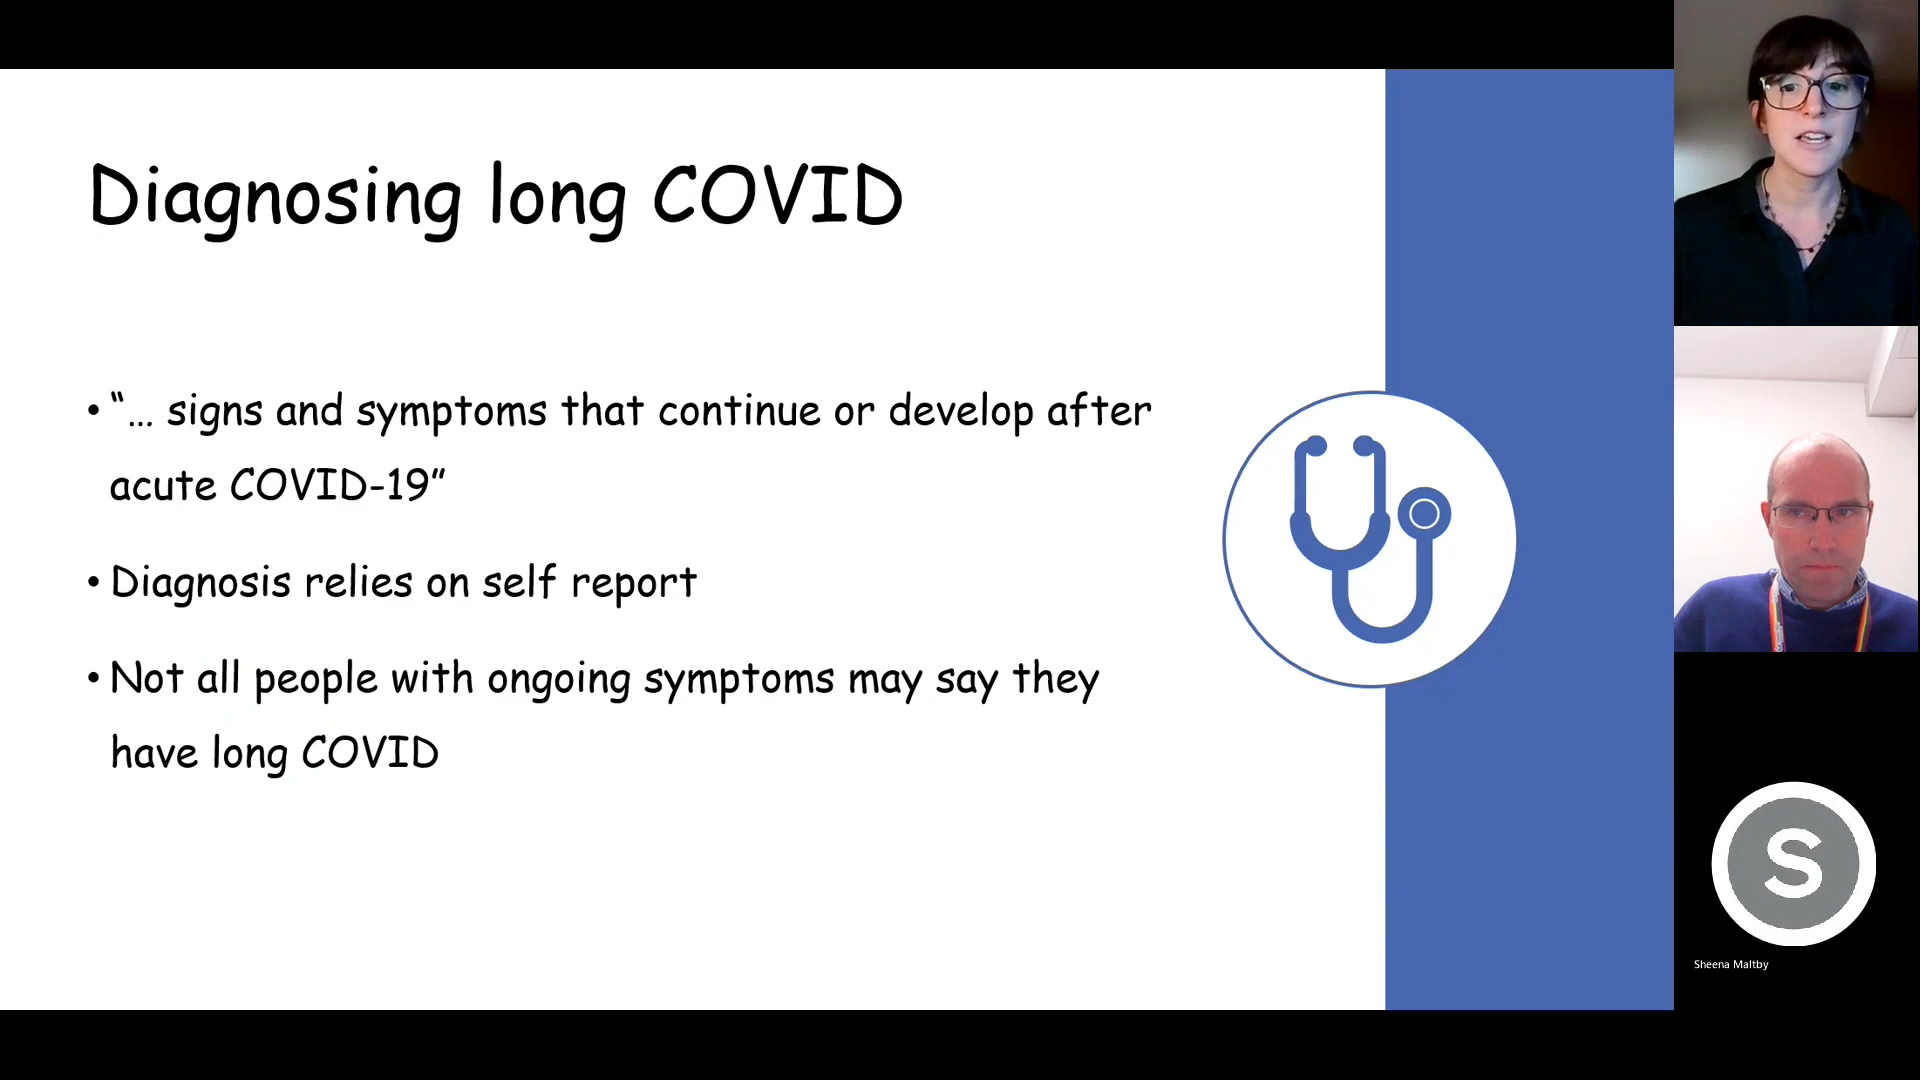 Diagnosing long COVID
• “... signs and symptoms that continue or develop after
acute COVID-19”
• Diagnosis relies on self report
• Not all people with ongoing symptoms may say they
have long COVID
S
Sheena Maltby